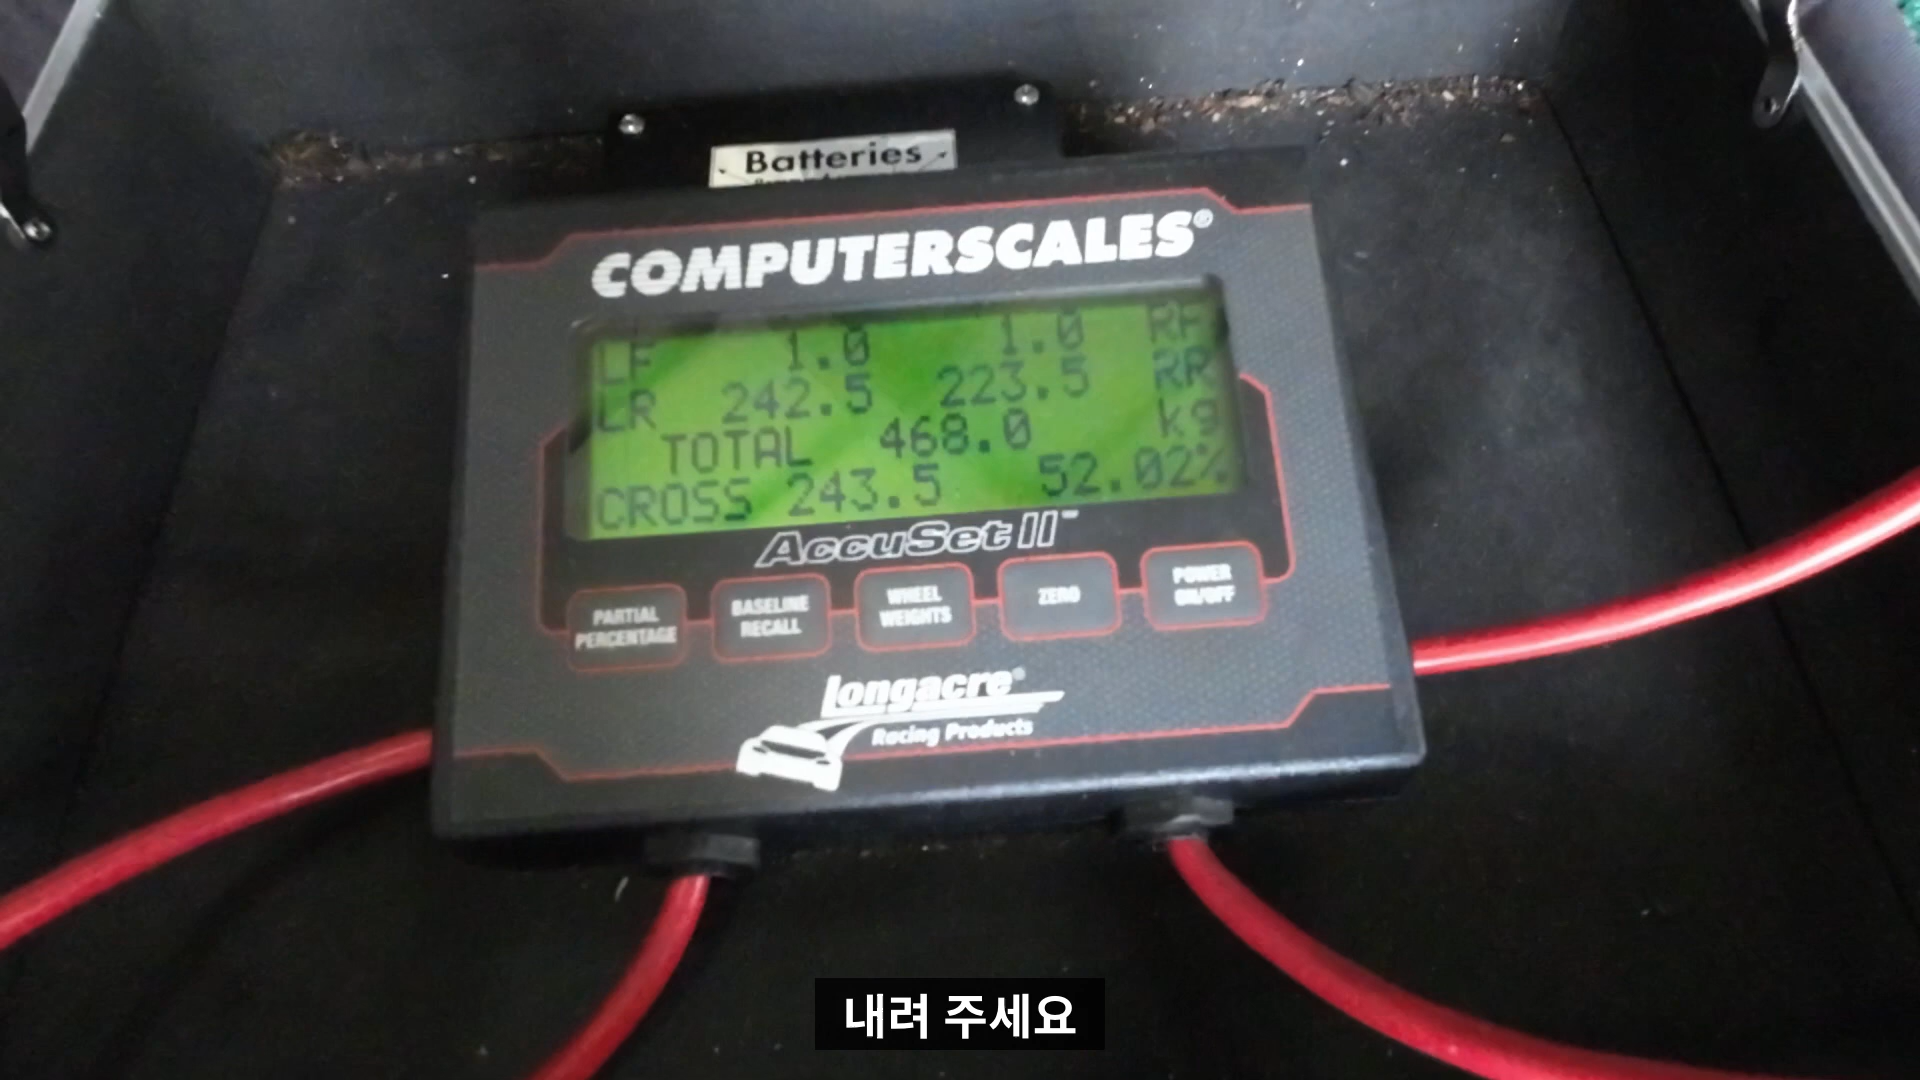 Batteries
COMPUTERSCALES®
LF 1.0 1.0 RF
LR 242.5 223.5 RR
TOTAL 468.0 kg
CROSS 243.5 52.02%
AccuSet II™
PARTIAL PERCENTAGE
BASELINE RECALL
WHEEL WEIGHTS
ZERO
POWER ON/OFF
Longacre®
Racing Products
내려 주세요